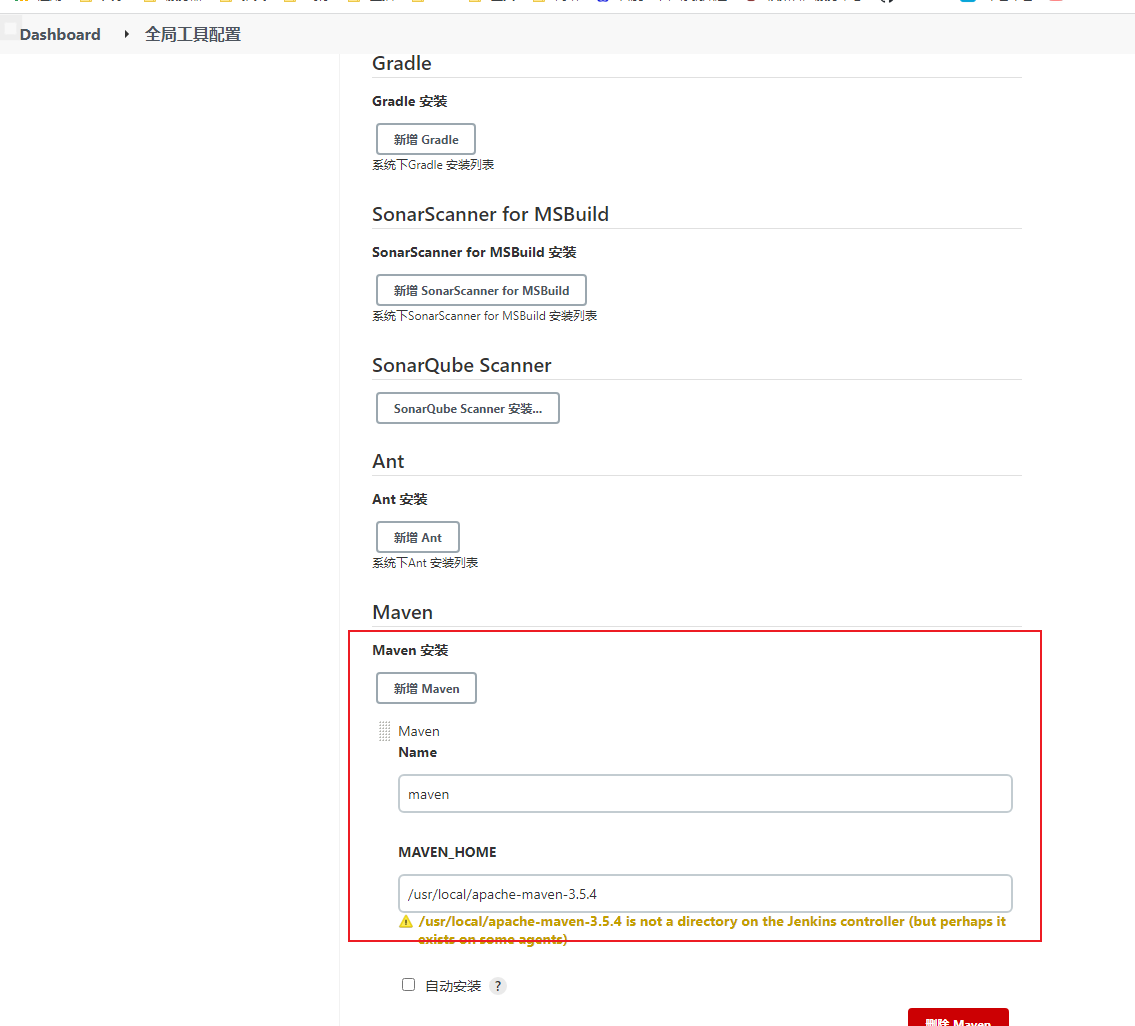 Dashboard
全局工具配置
Gradle
Gradle 安装
新增 Gradle
系统下Gradle 安装列表
SonarScanner for MSBuild
SonarScanner for MSBuild 安装
新增 SonarScanner for MSBuild
系统下SonarScanner for MSBuild 安装列表
SonarQube Scanner
SonarQube Scanner 安装...
Ant
Ant 安装
新增 Ant
系统下Ant 安装列表
Maven
Maven 安装
新增 Maven
Maven
Name
maven
MAVEN_HOME
/usr/local/apache-maven-3.5.4
/usr/local/apache-maven-3.5.4 is not a directory on the Jenkins controller (but perhaps it
exists on some agents)
自动安装 ?
删除 Maven